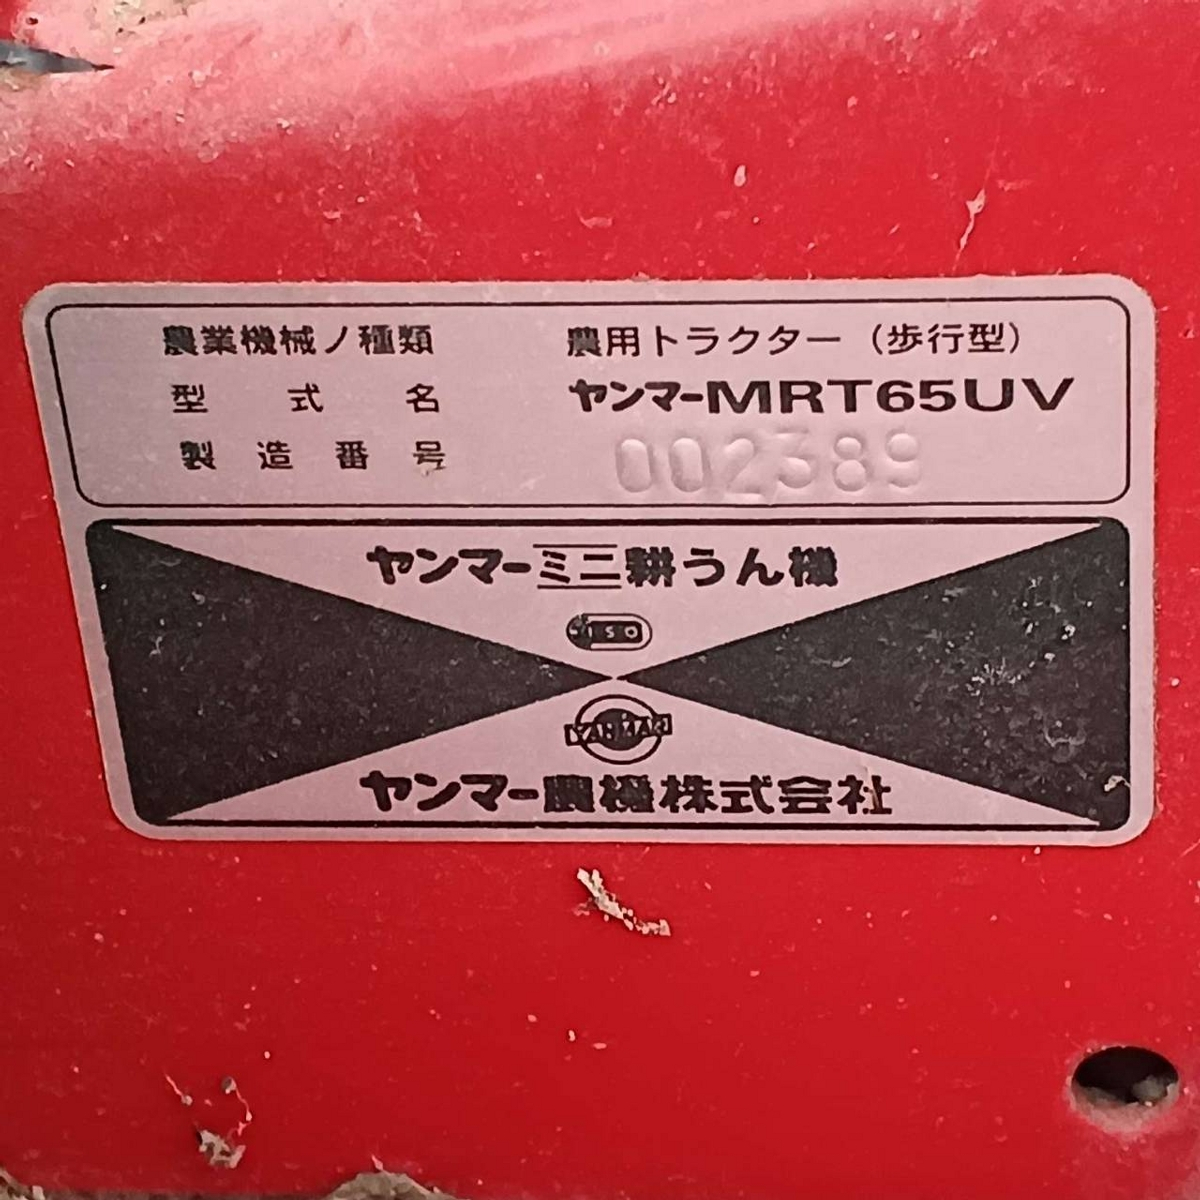 農業機械ノ種類 農用トラクター（歩行型）
型式名 ヤンマーMRT65UV
製造番号 002389
ヤンマーミニ耕うん機
ISO
YANMAR
ヤンマー農機株式会社